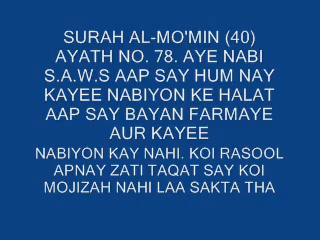 SURAH AL-MO'MIN (40)
AYATH NO. 78. AYE NABI
S.A.W.S AAP SAY HUM NAY
KAYEE NABIYON KE HALAT
AAP SAY BAYAN FARMAYE
AUR KAYEE
NABIYON KAY NAHI. KOI RASOOL
APNAY ZATI TAQAT SAY KOI
MOJIZAH NAHI LAA SAKTA THA